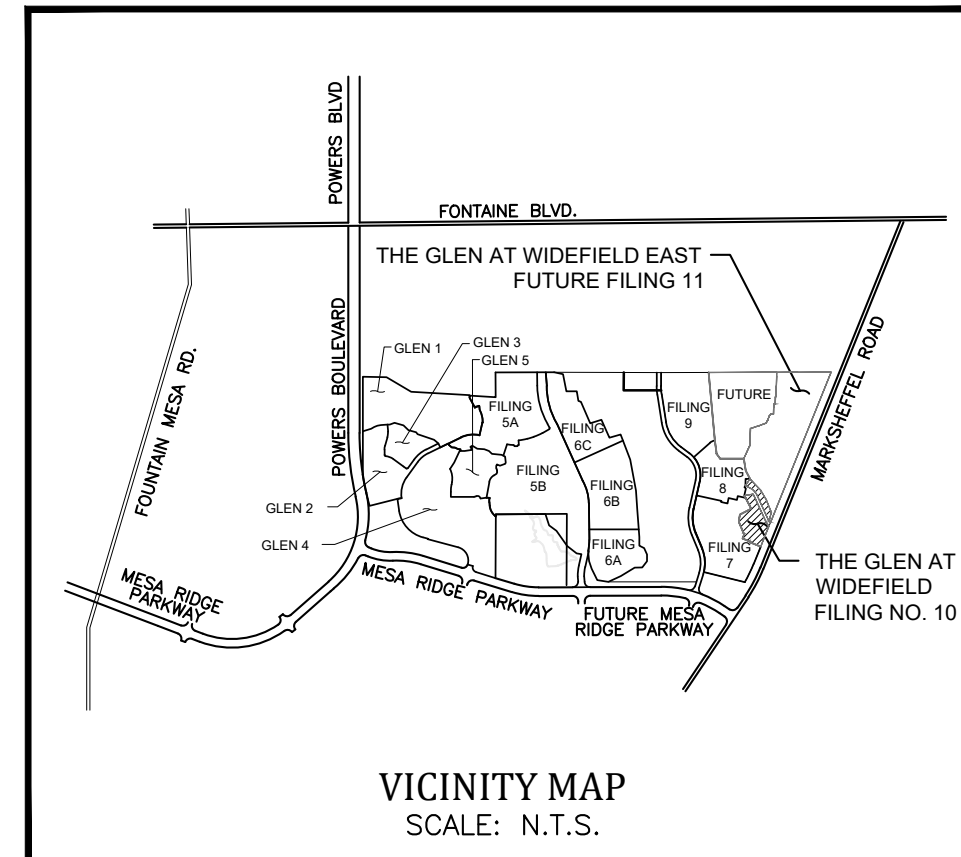 POWERS BLVD
FONTAINE BLVD.
THE GLEN AT WIDEFIELD EAST
FUTURE FILING 11
MARKSHEFFEL ROAD
FOUNTAIN MESA RD.
POWERS BOULEVARD
GLEN 1
GLEN 3
GLEN 5
FILING
5A
FILING
6C
FILING
9
FUTURE
FILING
5B
FILING
6B
FILING
8
GLEN 2
GLEN 4
FILING
6A
FILING
7
THE GLEN AT
WIDEFIELD
FILING NO. 10
MESA RIDGE
PARKWAY
MESA RIDGE PARKWAY
FUTURE MESA
RIDGE PARKWAY
VICINITY MAP
SCALE: N.T.S.